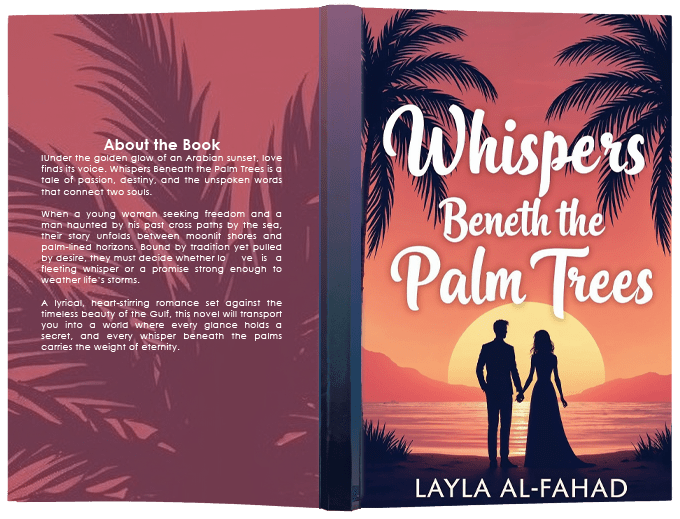 About the Book
IUnder the golden glow of an Arabian sunset, love
finds its voice. Whispers Beneath the Palm Trees is a
tale of passion, destiny, and the unspoken words
that connect two souls.
When a young woman seeking freedom and a
man haunted by his past cross paths by the sea,
their story unfolds between moonlit shores and
palm-lined horizons. Bound by tradition yet pulled
by desire, they must decide whether lo ve is a
fleeting whisper or a promise strong enough to
weather life's storms.
A lyrical, heart-stirring romance set against the
timeless beauty of the Gulf, this novel will transport
you into a world where every glance holds a
secret, and every whisper beneath the palms
carries the weight of eternity.
Whispers
Beneth the
Palm Trees
LAYLA AL-FAHAD